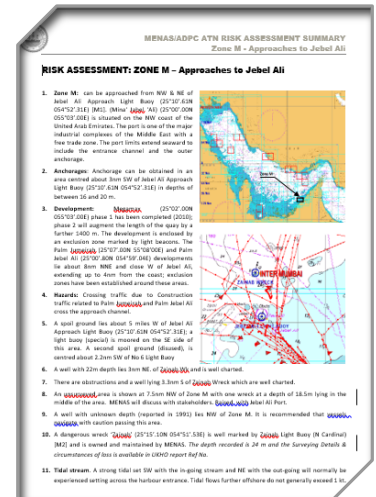 MENAS/ADPC ATN RISK ASSESSMENT SUMMARY
Zone M - Approaches to Jebel Ali
RISK ASSESSMENT: ZONE M – Approaches to Jebel Ali
1. Zone M: can be approached from NW & NE of
Jebel Ali Approach Light Buoy (25°10'.61N
054°52'.31E) [M1]. (Mina' Jabal 'Ali) (25°00'.00N
055°03'.00E) is situated on the NW coast of the
United Arab Emirates. The port is one of the major
industrial complexes of the Middle East with a
free trade zone. The port limits extend seaward to
include the entrance channel and the outer
anchorage.
2. Anchorages: Anchorage can be obtained in an
area centred about 3nm SW of Jebel Ali Approach
Light Buoy (25°10'.61N 054°52'.31E) in depths of
between 16 and 20 m.
3. Development: (25°02'.00N
055°03'.00E) phase 1 has been completed (2010);
phase 2 will augment the length of the quay by a
further 1400 m. The development is enclosed by
an exclusion zone marked by light beacons. The
Palm Jumeirah (25°07'.00N 55°08'00E) and Palm
Jebel Ali (25°00'.80N 054°59'.04E) developments
lie about 8nm NNE and close W of Jebel Ali,
extending up to 4nm from the coast; exclusion
zones have been established around these areas.
4. Hazards: Crossing traffic due to Construction
traffic related to Palm Jumeirah and Palm Jebel Ali
cross the approach channel.
5. A spoil ground lies about 5 miles W of Jebel Ali
Approach Light Buoy (25°10'.61N 054°52'.31E); a
light buoy (special) is moored on the SE side of
this area. A second spoil ground (disused), is
centred about 2.2nm SW of No 6 Light Buoy
INTER MUMBAI
6. A well with 22m depth lies 3nm NE of Zainab Wk and is well charted.
7. There are obstructions and a well lying 3.3nm S of Zainab Wreck which are well charted.
8. An area is shown at 7.5nm NW of Zone M with one wreck at a depth of 18.5m lying in the
middle of the area. MENAS will discuss with stakeholders. with Jebel Ali Port.
9. A well with unknown depth (reported in 1991) lies NW of Zone M. It is recommended that vessels
navigate with caution passing this area.
10. A dangerous wreck 'Zainab' (25°15'.10N 054°51'.53E) is well marked by Zainab Light Buoy (N Cardinal)
[M2] and is owned and maintained by MENAS. The depth recorded is 24 m and the Surveying Details &
circumstances of loss is available in UKHO report Ref No.
11. Tidal stream. A strong tidal set SW with the in-going stream and NE with the out-going will normally be
experienced setting across the harbour entrance. Tidal flows further offshore do not generally exceed 1 kt.